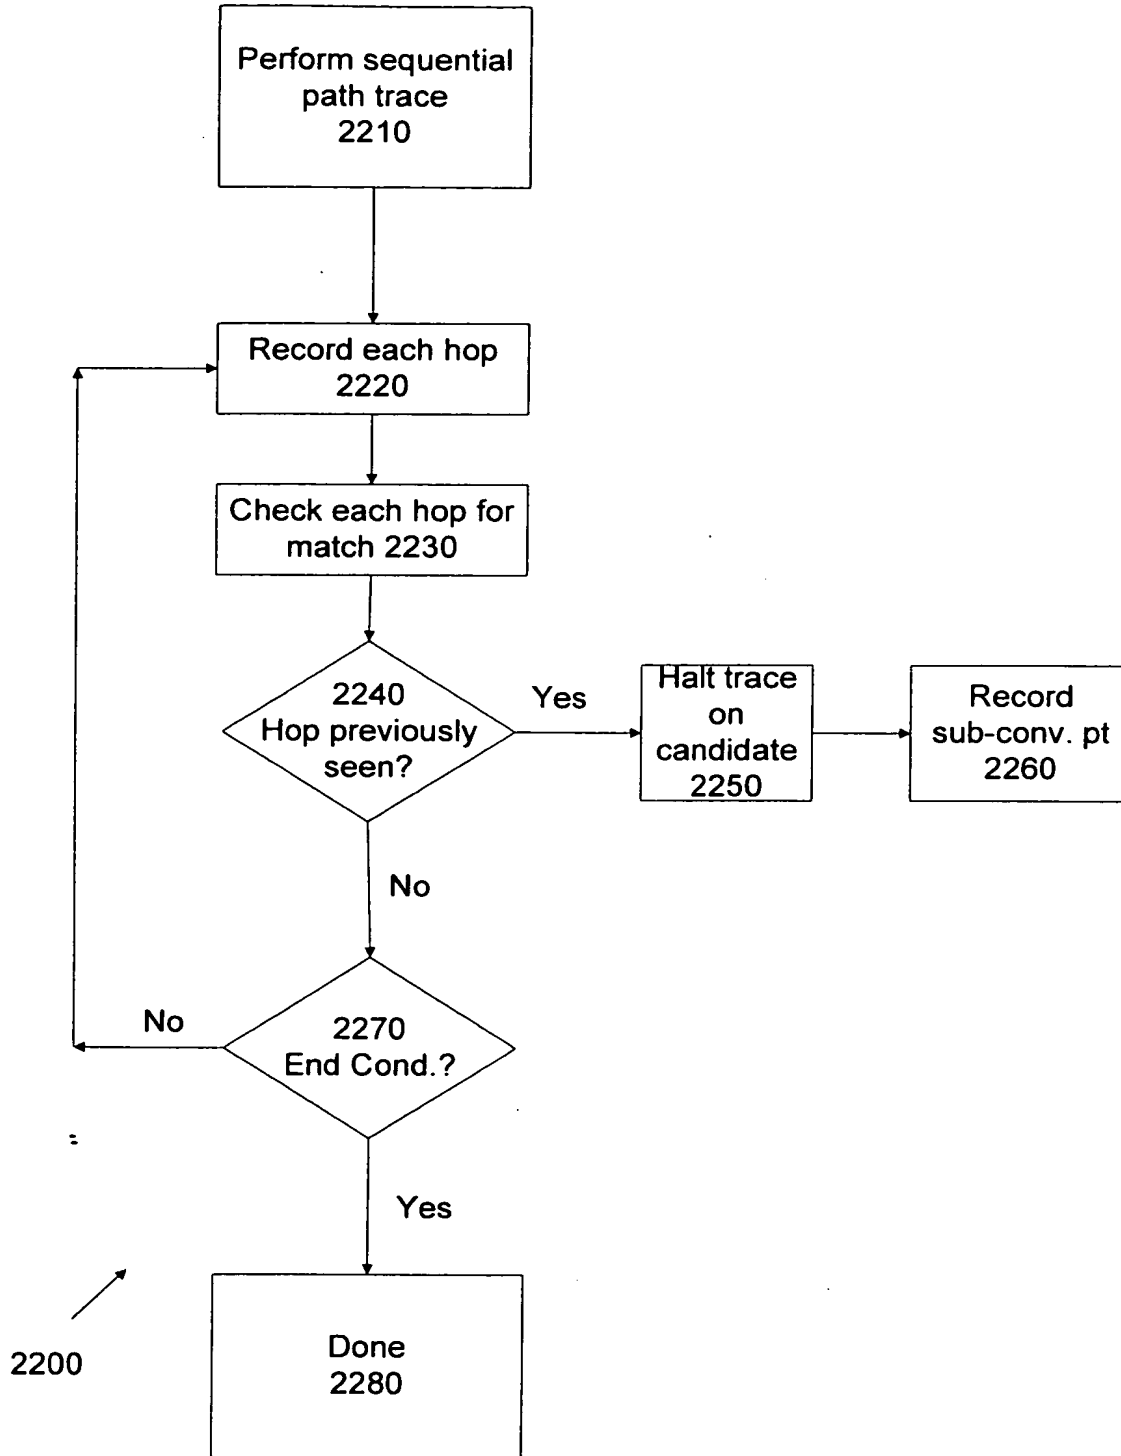 Perform sequential
path trace
2210
Record each hop
2220
Check each hop for
match 2230
2240
Hop previously
seen?
Yes
Halt trace
on
candidate
2250
Record
sub-conv. pt
2260
No
2270
End Cond.?
No
Yes
Done
2280
2200